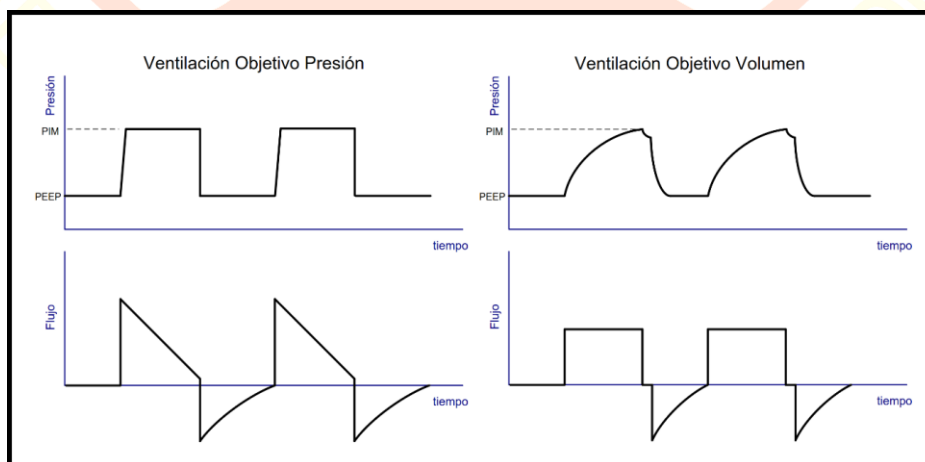 Ventilación Objetivo Presión
Presión
PIM
PEEP
tiempo
Flujo
tiempo
Ventilación Objetivo Volumen
Presión
PIM
PEEP
tiempo
Flujo
tiempo